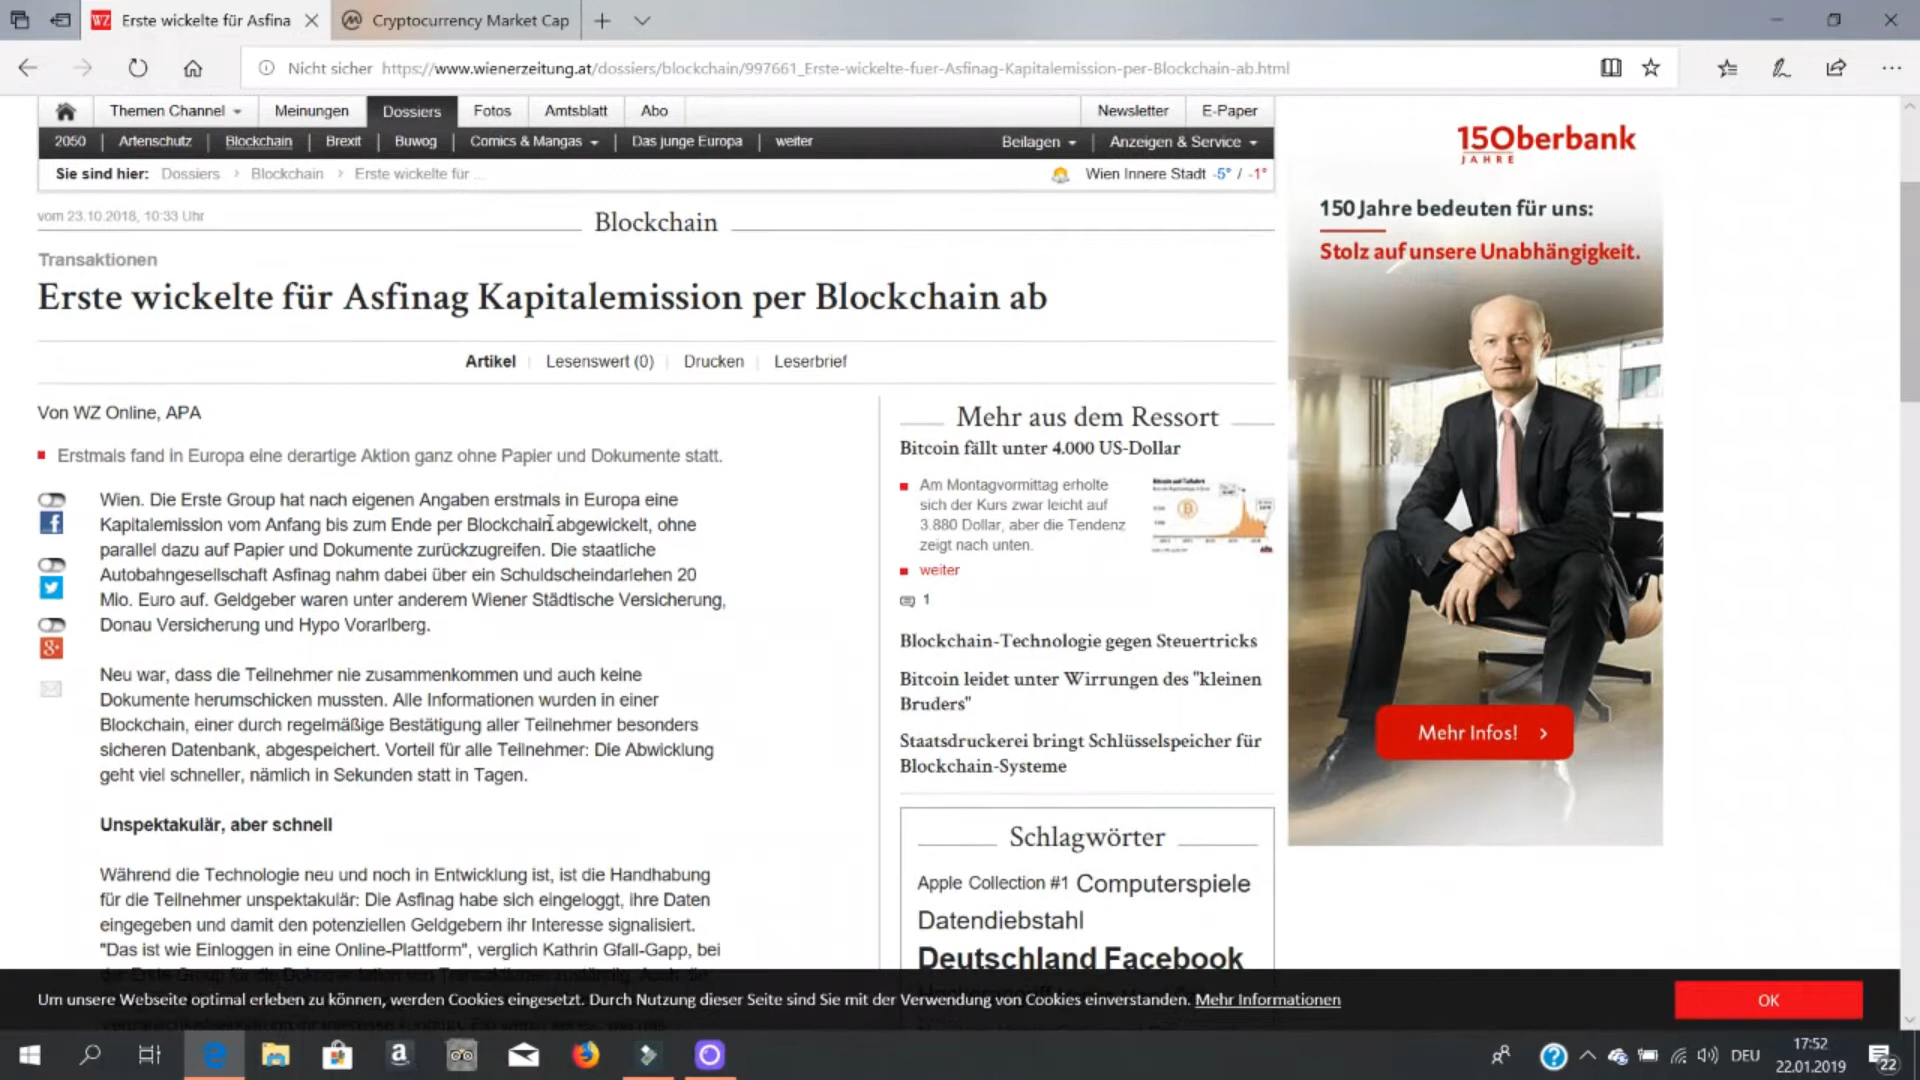 Erste wickelte für Asfina
Cryptocurrency Market Cap
Nicht sicher https://www.wienerzeitung.at/dossiers/blockchain/997661_Erste-wickelte-fuer-Asfinag-Kapitalemission-per-Blockchain-ab.html
Themen Channel Meinungen Dossiers Fotos Amtsblatt Abo Newsletter E-Paper
2050 Artenschutz Blockchain Brexit Buwog Comics & Mangas Das junge Europa weiter Beilagen Anzeigen & Service
Sie sind hier: Dossiers Blockchain Erste wickelte für ...
Wien Innere Stadt -5° / -1°
vom 23.10.2018, 10:33 Uhr
Blockchain
Transaktionen
Erste wickelte für Asfinag Kapitalemission per Blockchain ab
Artikel Lesenswert (0) Drucken Leserbrief
Von WZ Online, APA
Erstmals fand in Europa eine derartige Aktion ganz ohne Papier und Dokumente statt.
Wien. Die Erste Group hat nach eigenen Angaben erstmals in Europa eine
Kapitalemission vom Anfang bis zum Ende per Blockchain abgewickelt, ohne
parallel dazu auf Papier und Dokumente zurückzugreifen. Die staatliche
Autobahngesellschaft Asfinag nahm dabei über ein Schuldscheindarlehen 20
Mio. Euro auf. Geldgeber waren unter anderem Wiener Städtische Versicherung,
Donau Versicherung und Hypo Vorarlberg.
Neu war, dass die Teilnehmer nie zusammenkommen und auch keine
Dokumente herumschicken mussten. Alle Informationen wurden in einer
Blockchain, einer durch regelmäßige Bestätigung aller Teilnehmer besonders
sicheren Datenbank, abgespeichert. Vorteil für alle Teilnehmer: Die Abwicklung
geht viel schneller, nämlich in Sekunden statt in Tagen.
Unspektakulär, aber schnell
Während die Technologie neu und noch in Entwicklung ist, ist die Handhabung
für die Teilnehmer unspektakulär: Die Asfinag habe sich eingeloggt, ihre Daten
eingegeben und damit den potenziellen Geldgebern ihr Interesse signalisiert.
"Das ist wie Einloggen in eine Online-Plattform", verglich Kathrin Gfall-Gapp, bei
Mehr aus dem Ressort
Bitcoin fällt unter 4.000 US-Dollar
Am Montagvormittag erholte
sich der Kurs zwar leicht auf
3.880 Dollar, aber die Tendenz
zeigt nach unten.
weiter
1
Blockchain-Technologie gegen Steuertricks
Bitcoin leidet unter Wirrungen des "kleinen
Bruders"
Staatsdruckerei bringt Schlüsselspeicher für
Blockchain-Systeme
Schlagwörter
Apple Collection #1 Computerspiele
Datendiebstahl
Deutschland Facebook
150berbank
JAHRE
150 Jahre bedeuten für uns:
Stolz auf unsere Unabhängigkeit.
Mehr Infos!
Um unsere Webseite optimal erleben zu können, werden Cookies eingesetzt. Durch Nutzung dieser Seite sind Sie mit der Verwendung von Cookies einverstanden. Mehr Informationen
OK
DEU
17:52
22.01.2019
22